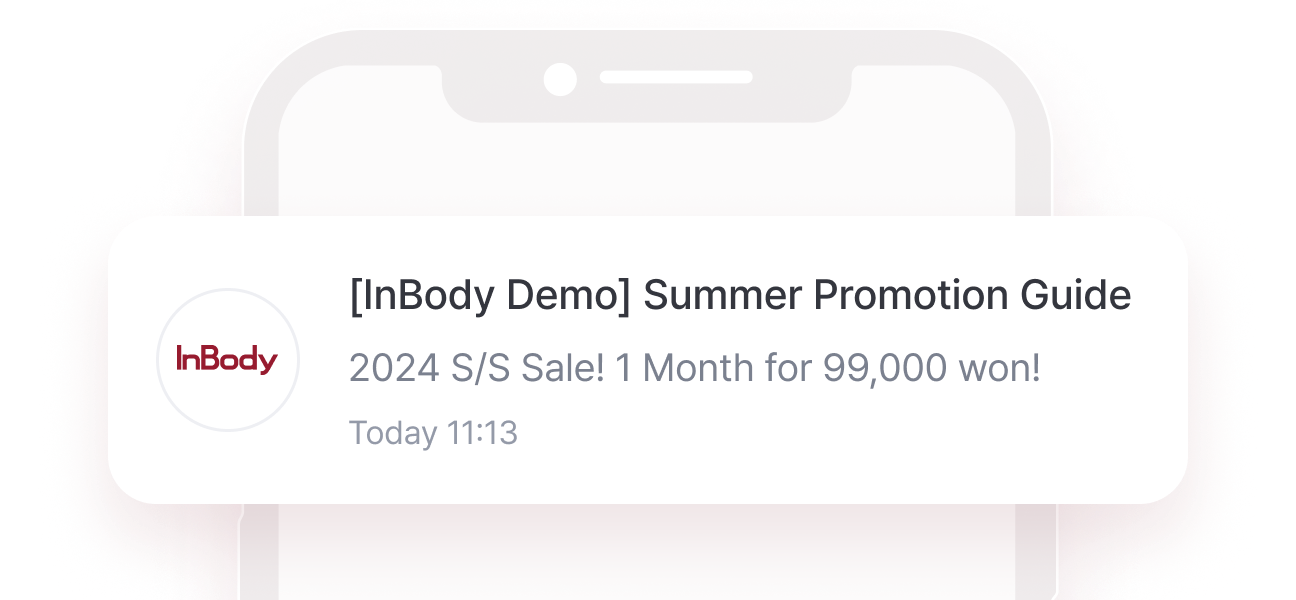 [InBody Demo] Summer Promotion Guide
InBody
2024 S/S Sale! 1 Month for 99,000 won!
Today 11:13